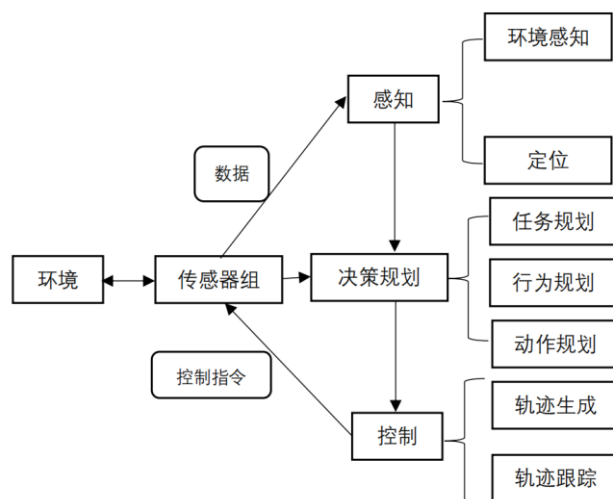 环境感知
感知
定位
数据
任务规划
环境
传感器组
决策规划
行为规划
动作规划
控制指令
轨迹生成
控制
轨迹跟踪